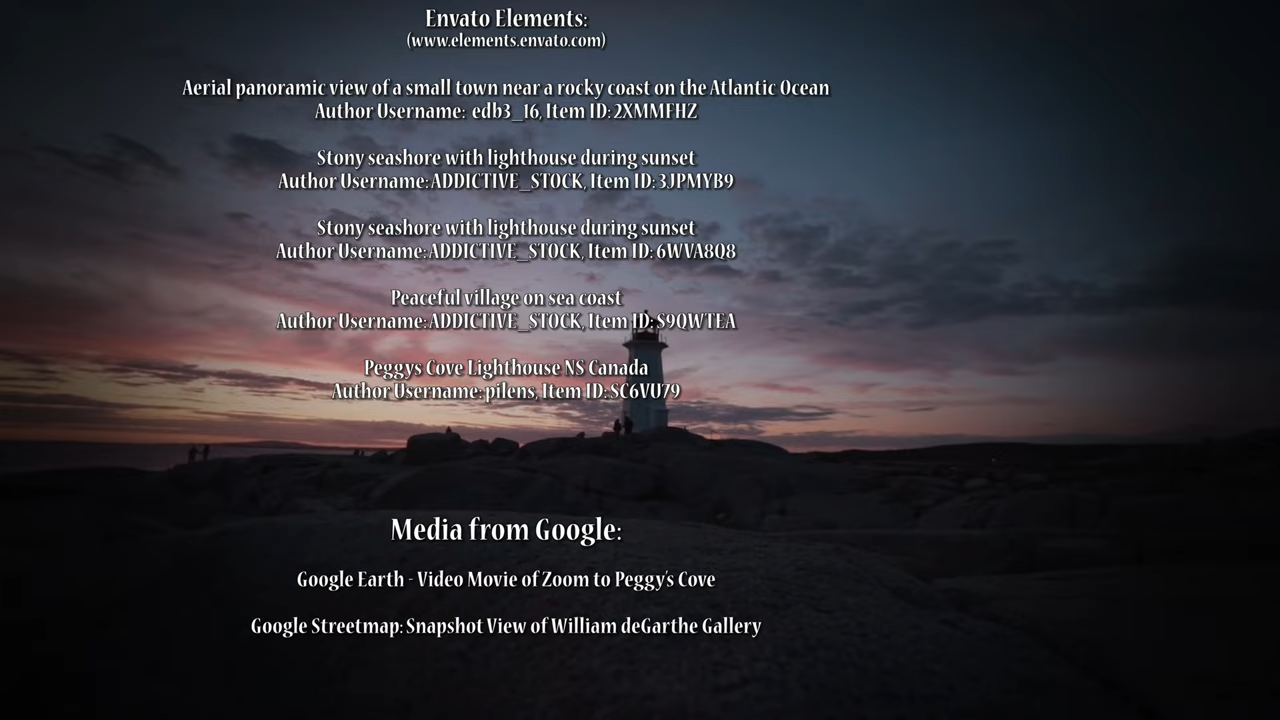 Envato Elements:
(www.elements.envato.com)
Aerial panoramic view of a small town near a rocky coast on the Atlantic Ocean
Author Username: edb3_16, Item ID: 2XMMFHZ
Stony seashore with lighthouse during sunset
Author Username: ADDICTIVE_STOCK, Item ID: 3JPMYB9
Stony seashore with lighthouse during sunset
Author Username: ADDICTIVE_STOCK, Item ID: 6WVA8Q8
Peaceful village on sea coast
Author Username: ADDICTIVE_STOCK, Item ID: S9QWTEA
Peggys Cove Lighthouse NS Canada
Author Username: pilens, Item ID: SC6VU79
Media from Google:
Google Earth - Video Movie of Zoom to Peggy's Cove
Google Streetmap: Snapshot View of William deGarthe Gallery